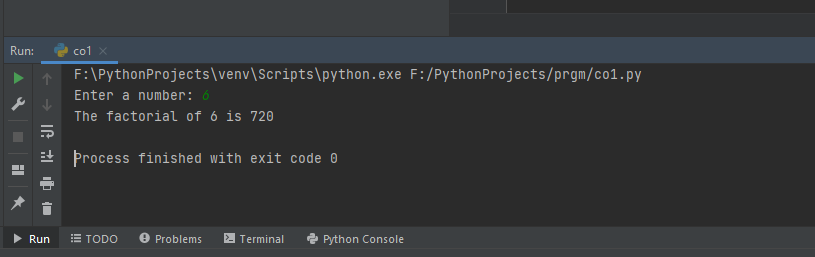 Run: co1
F:\PythonProjects\venv\Scripts\python.exe F:/PythonProjects/prgm/co1.py
Enter a number: 6
The factorial of 6 is 720
Process finished with exit code 0
Run TODO Problems Terminal Python Console